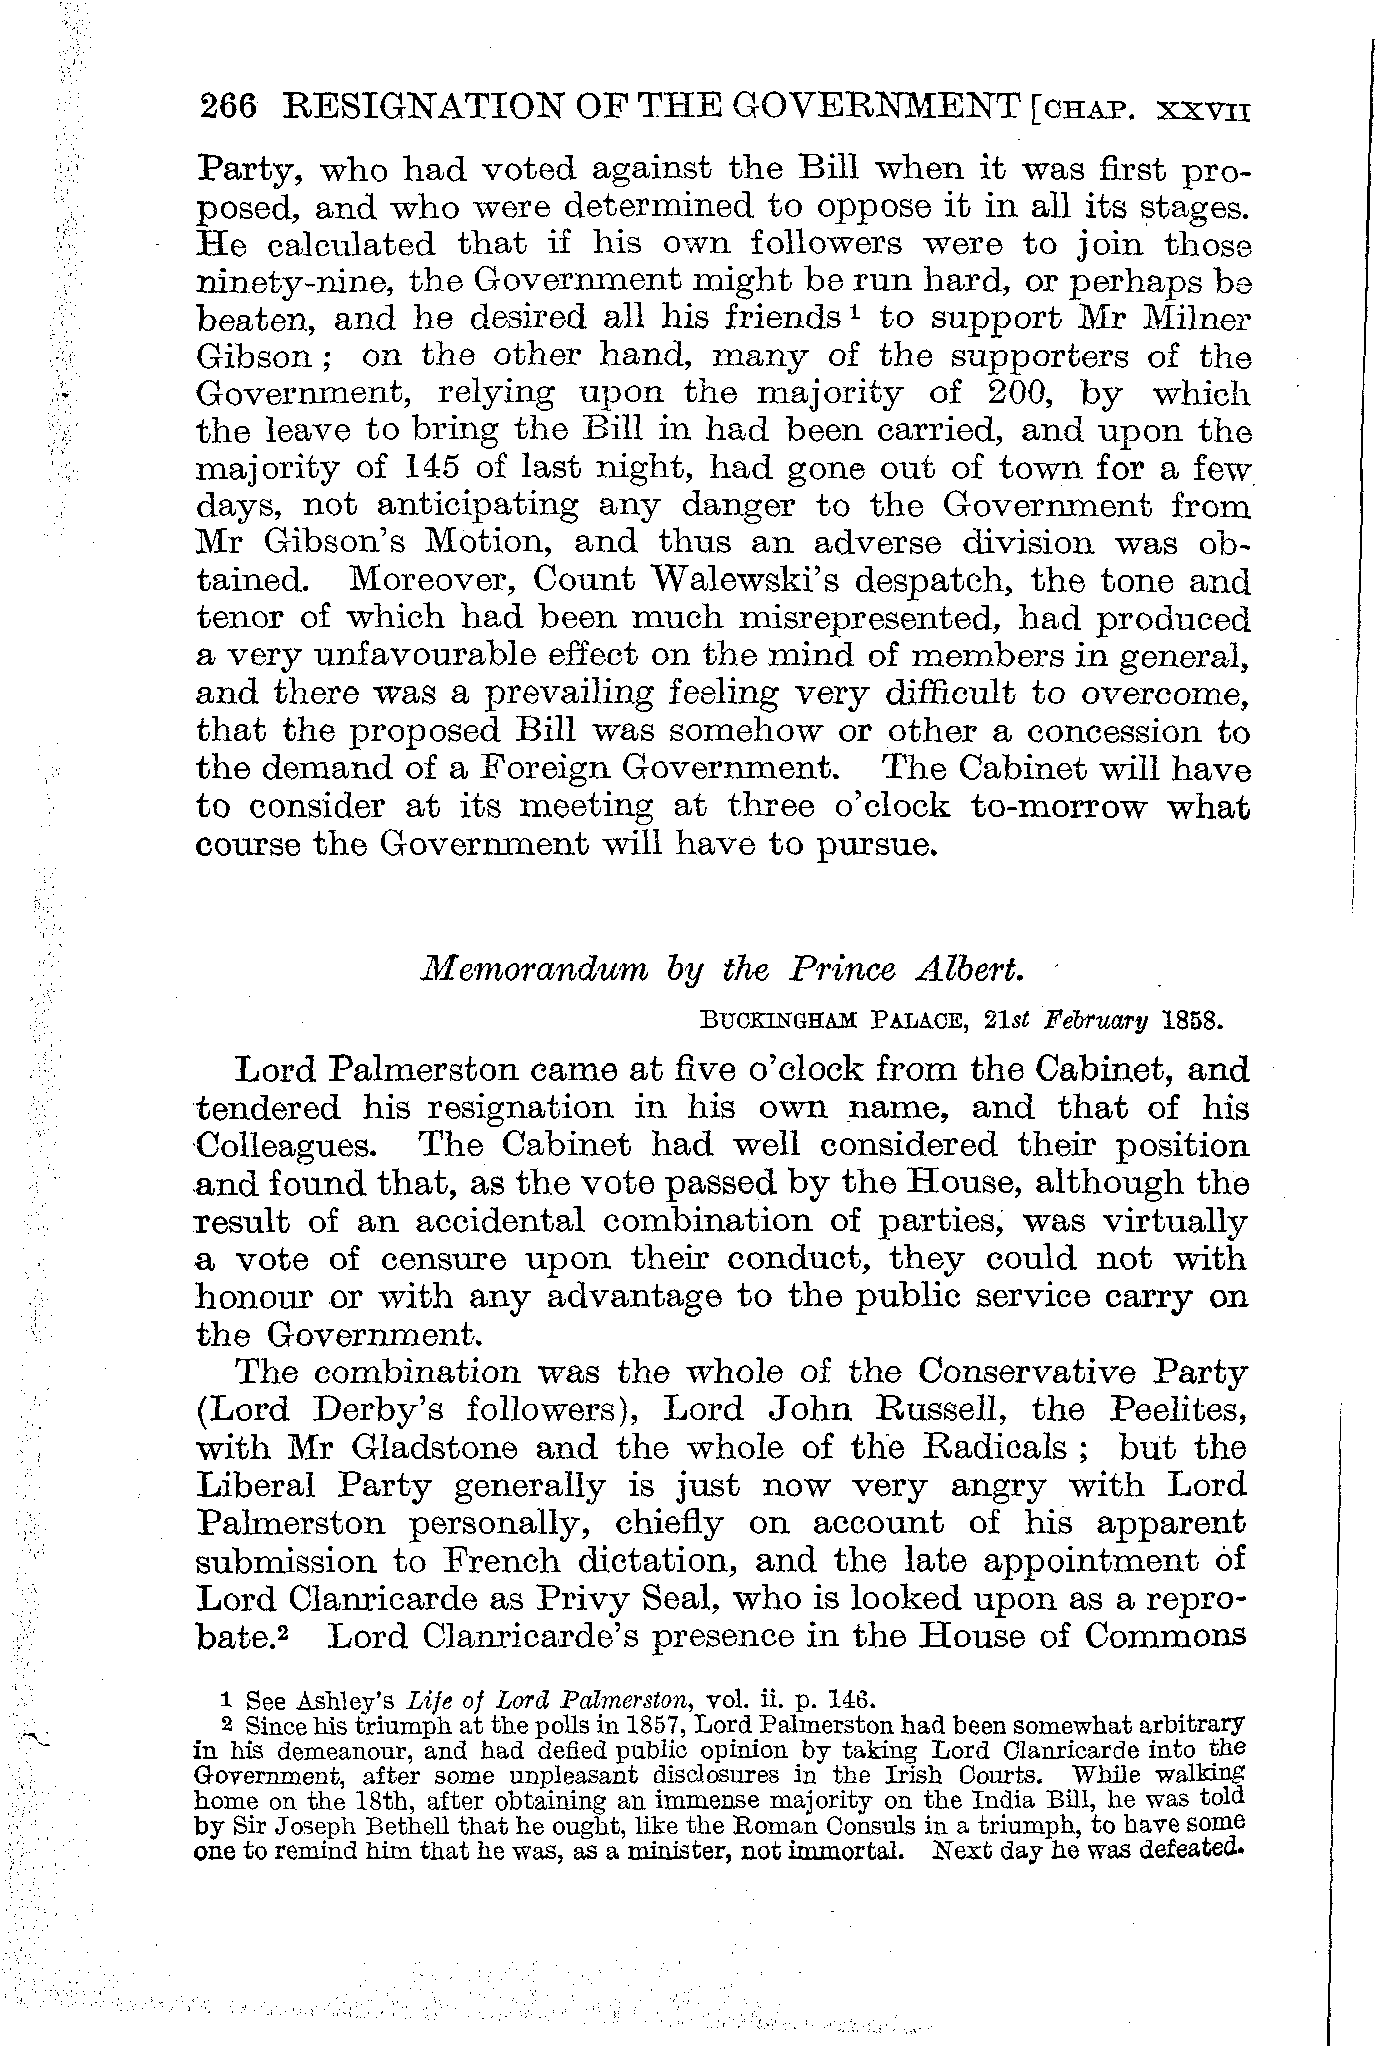 266 RESIGNATION OF THE GOVERNMENT [CHAP. XXVII
Party, who had voted against the Bill when it was first pro-
posed, and who were determined to oppose it in all its stages.
He calculated that if his own followers were to join those
ninety-nine, the Government might be run hard, or perhaps be
beaten, and he desired all his friends¹ to support Mr Milner
Gibson; on the other hand, many of the supporters of the
Government, relying upon the majority of 200, by which
the leave to bring the Bill in had been carried, and upon the
majority of 145 of last night, had gone out of town for a few
days, not anticipating any danger to the Government from
Mr Gibson's Motion, and thus an adverse division was ob-
tained. Moreover, Count Walewski's despatch, the tone and
tenor of which had been much misrepresented, had produced
a very unfavourable effect on the mind of members in general,
and there was a prevailing feeling very difficult to overcome,
that the proposed Bill was somehow or other a concession to
the demand of a Foreign Government. The Cabinet will have
to consider at its meeting at three o'clock to-morrow what
course the Government will have to pursue.
Memorandum by the Prince Albert.
BUCKINGHAM PALACE, 21st February 1858.
Lord Palmerston came at five o'clock from the Cabinet, and
tendered his resignation in his own name, and that of his
Colleagues. The Cabinet had well considered their position
and found that, as the vote passed by the House, although the
result of an accidental combination of parties, was virtually
a vote of censure upon their conduct, they could not with
honour or with any advantage to the public service carry on
the Government.
The combination was the whole of the Conservative Party
(Lord Derby's followers), Lord John Russell, the Peelites,
with Mr Gladstone and the whole of the Radicals; but the
Liberal Party generally is just now very angry with Lord
Palmerston personally, chiefly on account of his apparent
submission to French dictation, and the late appointment of
Lord Clanricarde as Privy Seal, who is looked upon as a repro-
bate.² Lord Clanricarde's presence in the House of Commons
1 See Ashley's Life of Lord Palmerston, vol. ii. p. 146.
2 Since his triumph at the polls in 1857, Lord Palmerston had been somewhat arbitrary
in his demeanour, and had defied public opinion by taking Lord Clanricarde into the
Government, after some unpleasant disclosures in the Irish Courts. While walking
home on the 18th, after obtaining an immense majority on the India Bill, he was told
by Sir Joseph Bethell that he ought, like the Roman Consuls in a triumph, to have some
one to remind him that he was, as a minister, not immortal. Next day he was defeated.